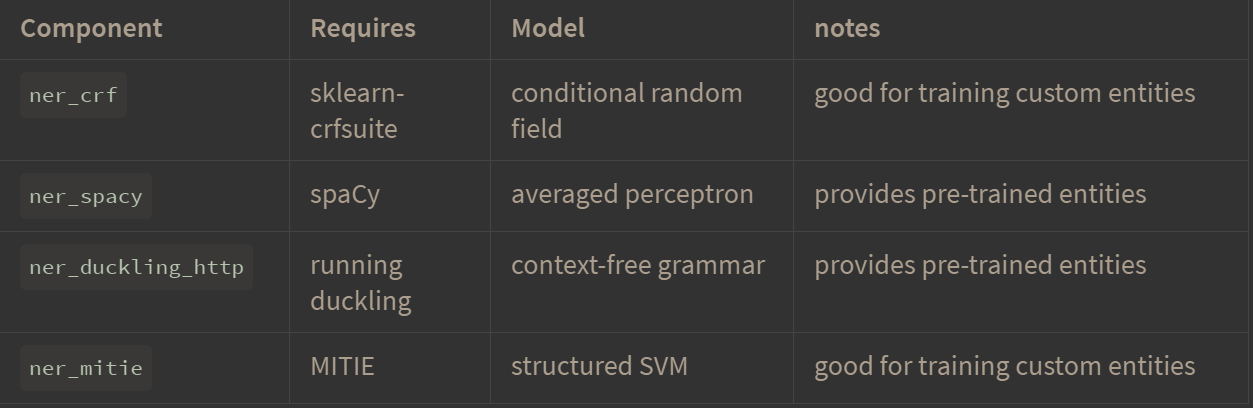 Component Requires Model notes
ner_crf sklearn- conditional random good for training custom entities
crfsuite field
ner_spacy spaCy averaged perceptron provides pre-trained entities
ner_duckling_http running context-free grammar provides pre-trained entities
duckling
ner_mitie MITIE structured SVM good for training custom entities